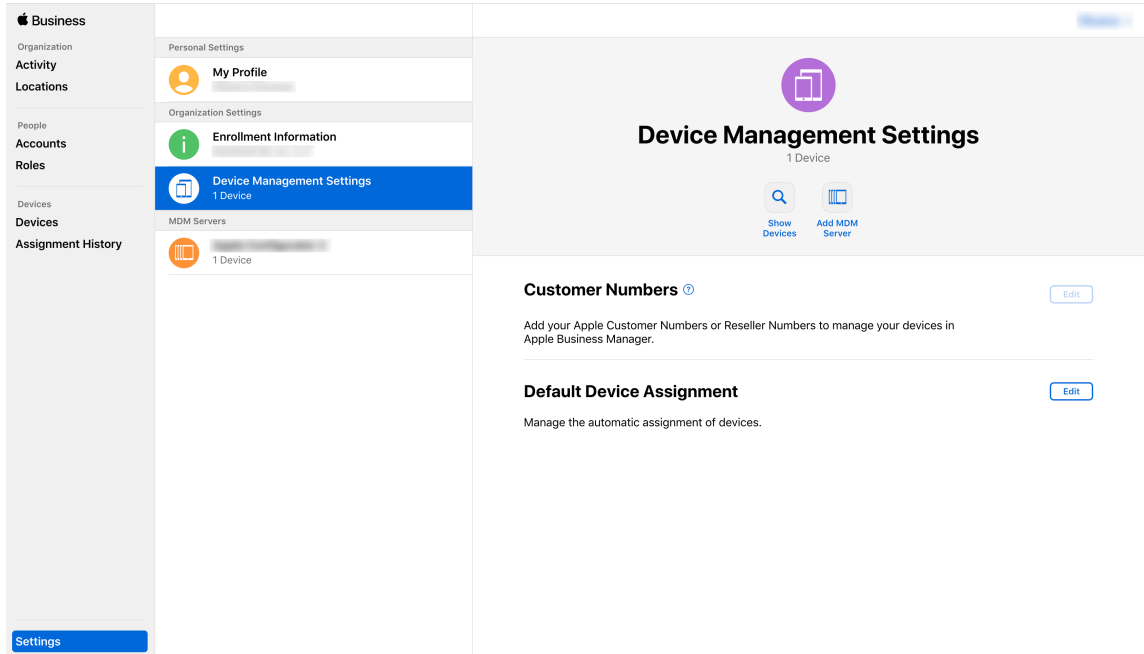 Business
Organization
Activity
Locations
People
Accounts
Roles
Devices
Devices
Assignment History
Settings
Personal Settings
My Profile
Organization Settings
Enrollment Information
Device Management Settings
1 Device
MDM Servers
1 Device
Device Management Settings
1 Device
Show
Devices
Add MDM
Server
Customer Numbers ?
Edit
Add your Apple Customer Numbers or Reseller Numbers to manage your devices in
Apple Business Manager.
Default Device Assignment
Edit
Manage the automatic assignment of devices.